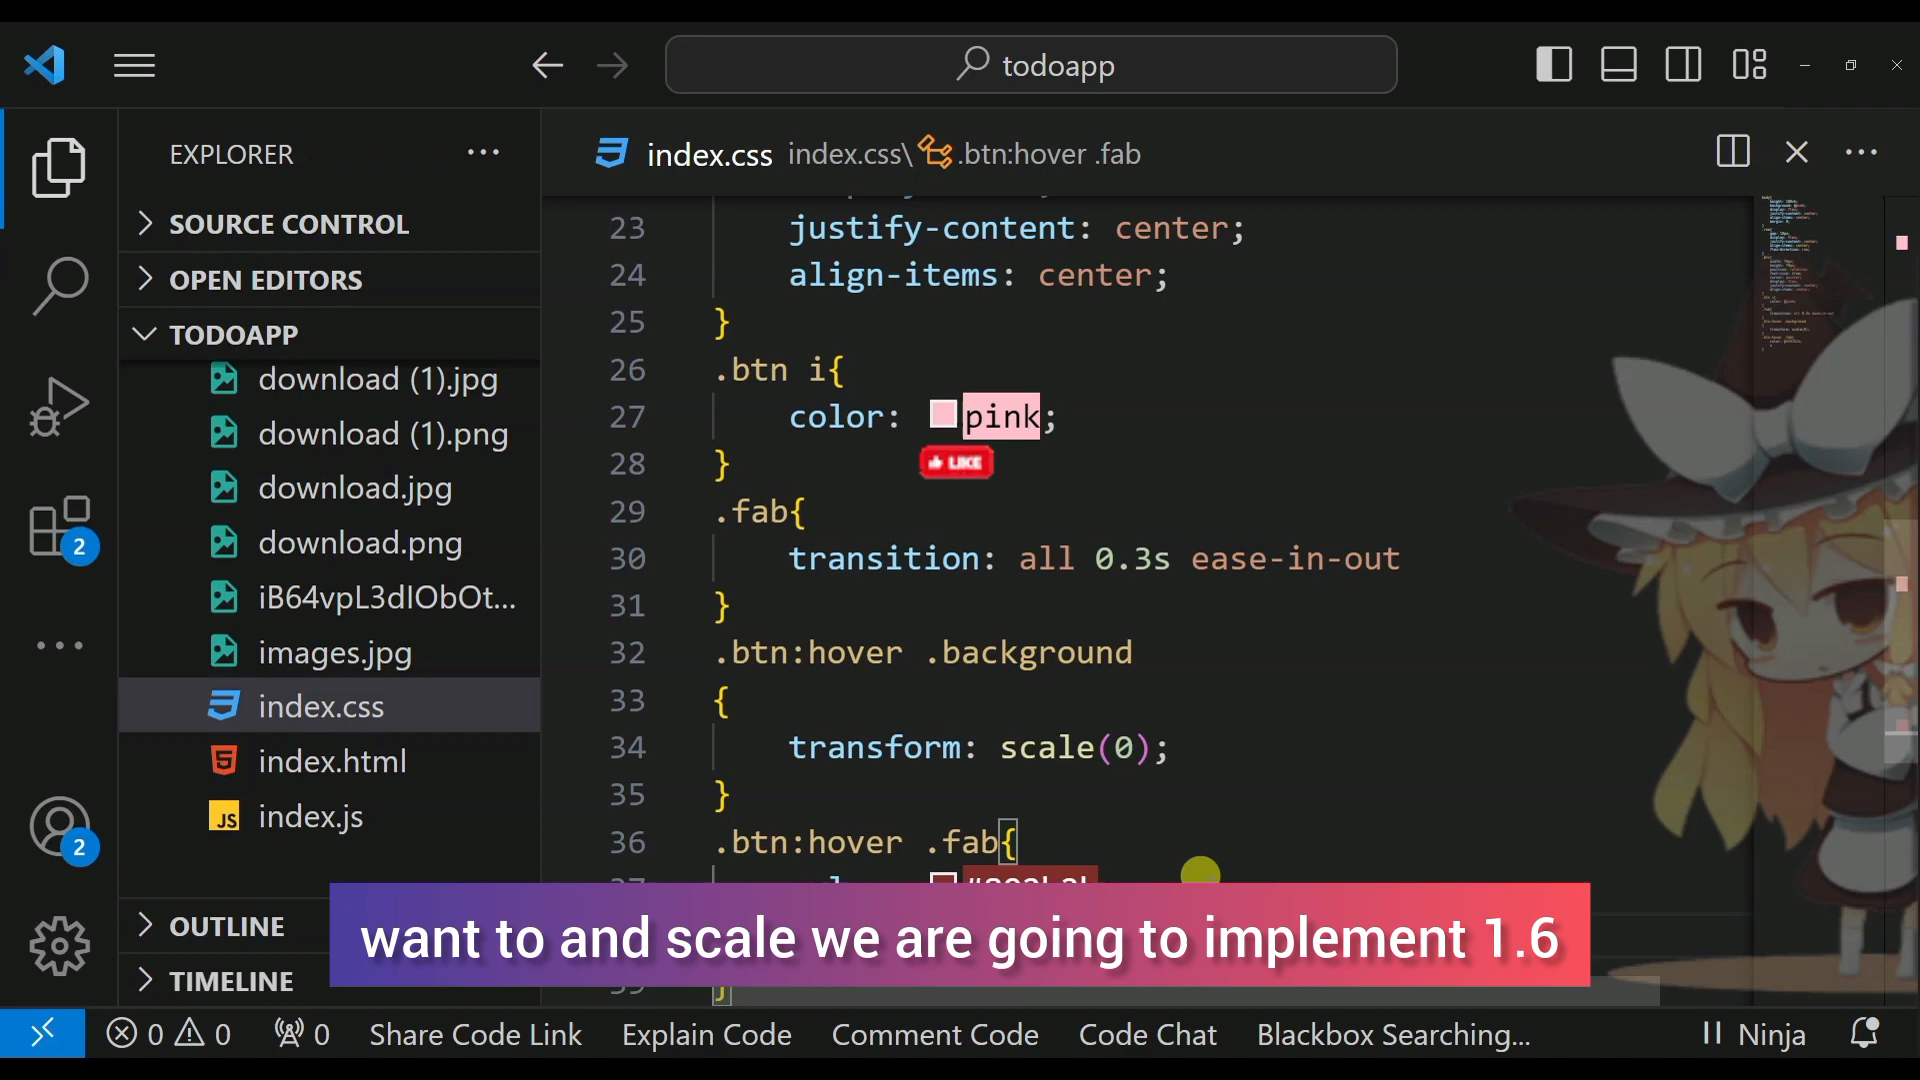 todoapp
EXPLORER
SOURCE CONTROL
OPEN EDITORS
TODOAPP
download (1).jpg
download (1).png
download.jpg
download.png
iB64vpL3dIObOt...
images.jpg
index.css
index.html
JS index.js
OUTLINE
TIMELINE
2
2
index.css index.css\ .btn:hover .fab
23 justify-content: center;
24 align-items: center;
25 }
26 .btn i{
27 color: pink;
28 }
LIKE
29 .fab{
30 transition: all 0.3s ease-in-out
31 }
32 .btn:hover .background
33 {
34 transform: scale(0);
35 }
36 .btn:hover .fab{
want to and scale we are going to implement 1.6
0 0 0 Share Code Link Explain Code Comment Code Code Chat Blackbox Searching... Ninja